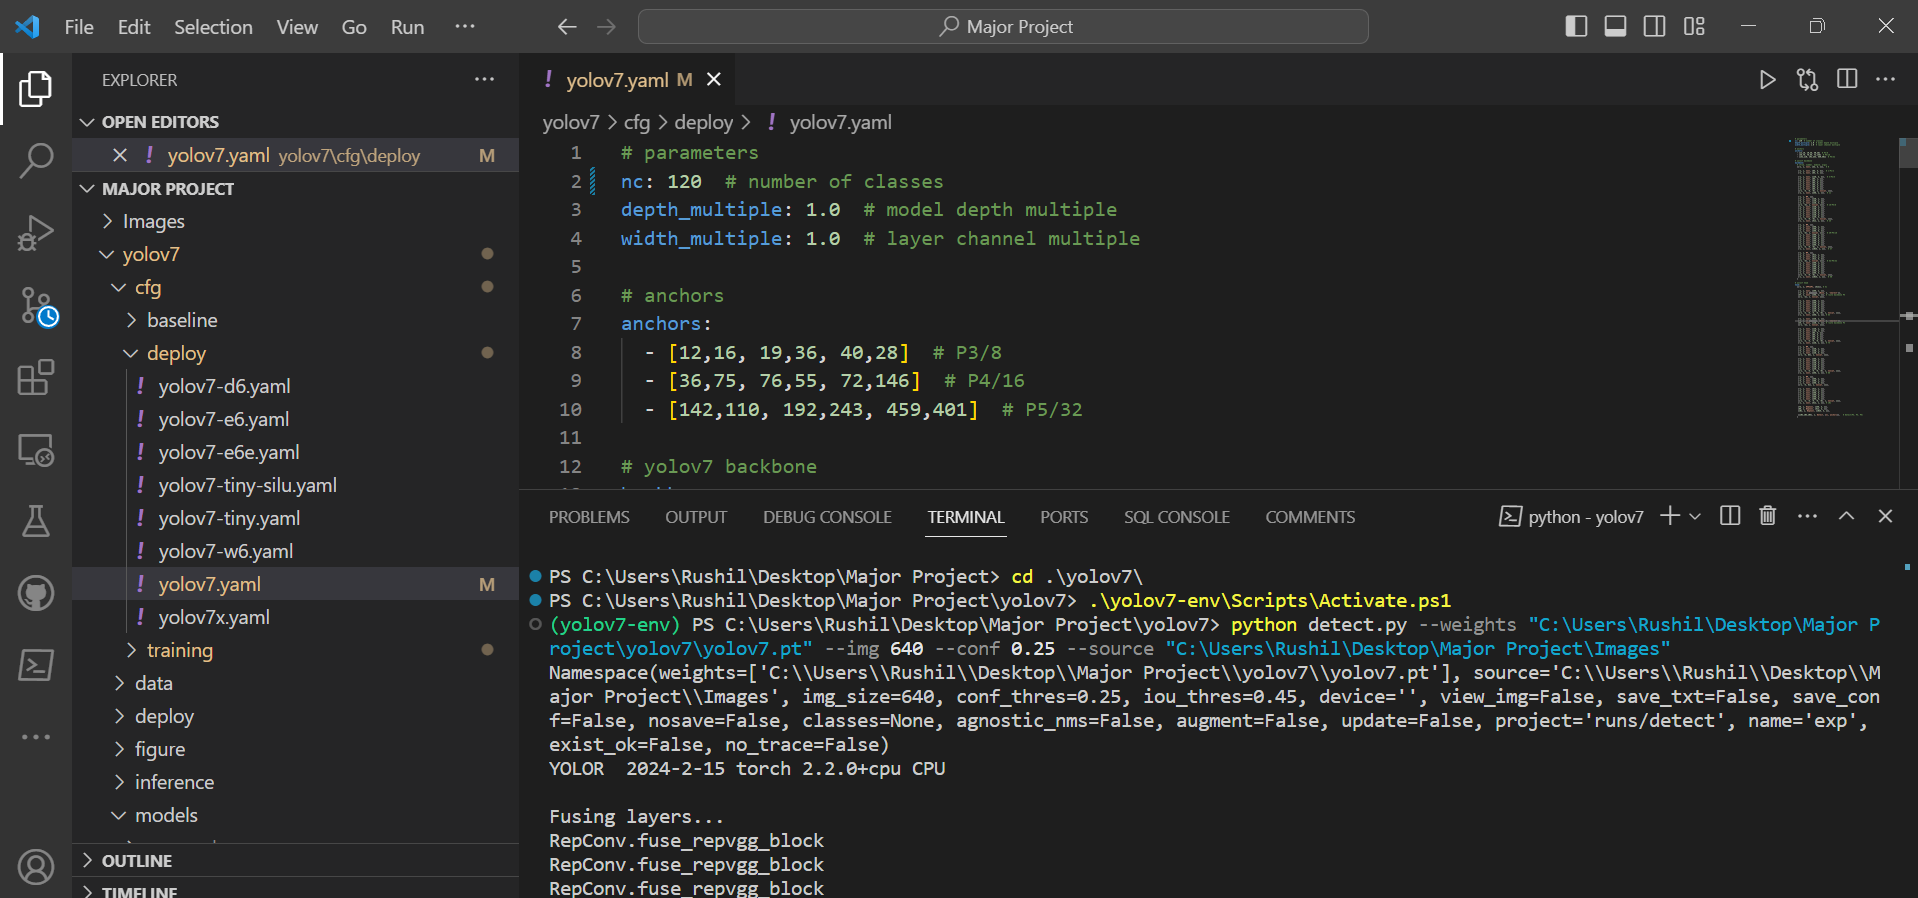 File Edit Selection View Go Run ···
Major Project
EXPLORER
OPEN EDITORS
! yolov7.yaml yolov7\cfg\deploy M
MAJOR PROJECT
Images
yolov7
cfg
baseline
deploy
! yolov7-d6.yaml
! yolov7-e6.yaml
! yolov7-e6e.yaml
! yolov7-tiny-silu.yaml
! yolov7-tiny.yaml
! yolov7-w6.yaml
! yolov7.yaml M
! yolov7x.yaml
training
data
deploy
figure
inference
models
OUTLINE
TIMELINE
! yolov7.yaml M
yolov7 > cfg > deploy > ! yolov7.yaml
1 # parameters
2 nc: 120 # number of classes
3 depth_multiple: 1.0 # model depth multiple
4 width_multiple: 1.0 # layer channel multiple
5
6 # anchors
7 anchors:
8 - [12,16, 19,36, 40,28] # P3/8
9 - [36,75, 76,55, 72,146] # P4/16
10 - [142,110, 192,243, 459,401] # P5/32
11
12 # yolov7 backbone
PROBLEMS OUTPUT DEBUG CONSOLE TERMINAL PORTS SQL CONSOLE COMMENTS
python - yolov7
PS C:\Users\Rushil\Desktop\Major Project> cd .\yolov7\
PS C:\Users\Rushil\Desktop\Major Project\yolov7> .\yolov7-env\Scripts\Activate.ps1
(yolov7-env) PS C:\Users\Rushil\Desktop\Major Project\yolov7> python detect.py --weights "C:\Users\Rushil\Desktop\Major P
roject\yolov7\yolov7.pt" --img 640 --conf 0.25 --source "C:\Users\Rushil\Desktop\Major Project\Images"
Namespace(weights=['C:\\Users\\Rushil\\Desktop\\Major Project\\yolov7\\yolov7.pt'], source='C:\\Users\\Rushil\\Desktop\\M
ajor Project\\Images', img_size=640, conf_thres=0.25, iou_thres=0.45, device='', view_img=False, save_txt=False, save_con
f=False, nosave=False, classes=None, agnostic_nms=False, augment=False, update=False, project='runs/detect', name='exp',
exist_ok=False, no_trace=False)
YOLOR 2024-2-15 torch 2.2.0+cpu CPU
Fusing layers...
RepConv.fuse_repvgg_block
RepConv.fuse_repvgg_block
RepConv.fuse_repvgg_block